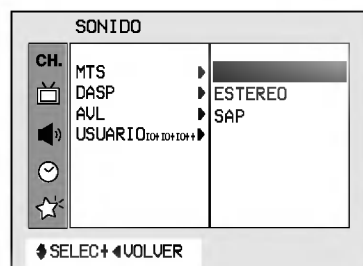 SONIDO
CH.
MTS
DASP
AVL
USUARIO
ESTEREO
SAP
SELEC VOLVER